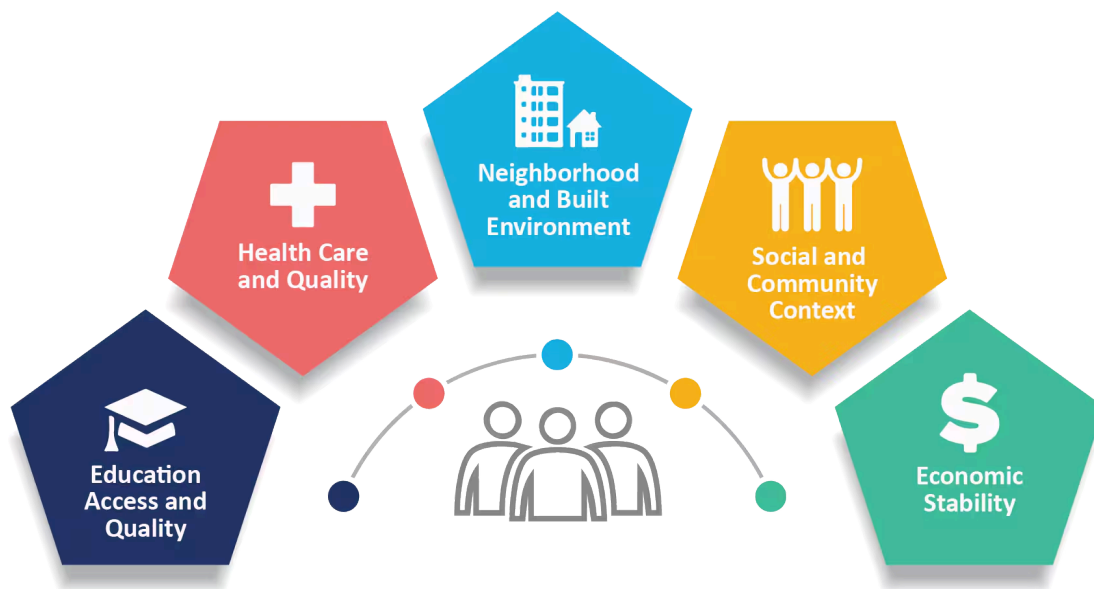 Education
Access and
Quality
Health Care
and Quality
Neighborhood
and Built
Environment
Social and
Community
Context
$
Economic
Stability